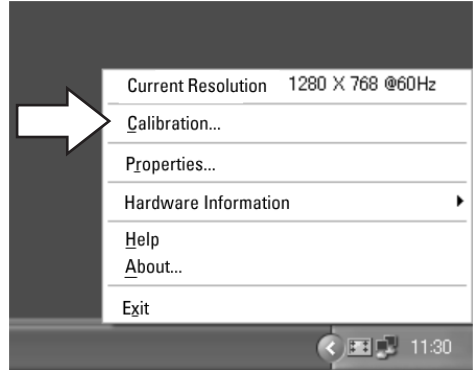 Current Resolution 1280 X 768 @60Hz
Calibration...
Properties...
Hardware Information
Help
About...
Exit
11:30